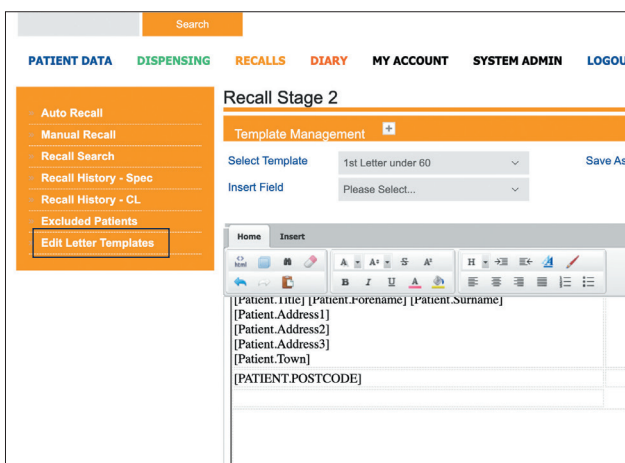 Search
PATIENT DATA DISPENSING RECALLS DIARY MY ACCOUNT SYSTEM ADMIN LOGOU
Auto Recall
Manual Recall
Recall Search
Recall History - Spec
Recall History - CL
Excluded Patients
Edit Letter Templates
Recall Stage 2
Template Management
Select Template 1st Letter under 60 Save As
Insert Field Please Select...
Home Insert
html
B I U A
[Patient.Title] [Patient.Forename] [Patient.Surname]
[Patient.Address1]
[Patient.Address2]
[Patient.Address3]
[Patient.Town]
[PATIENT.POSTCODE]